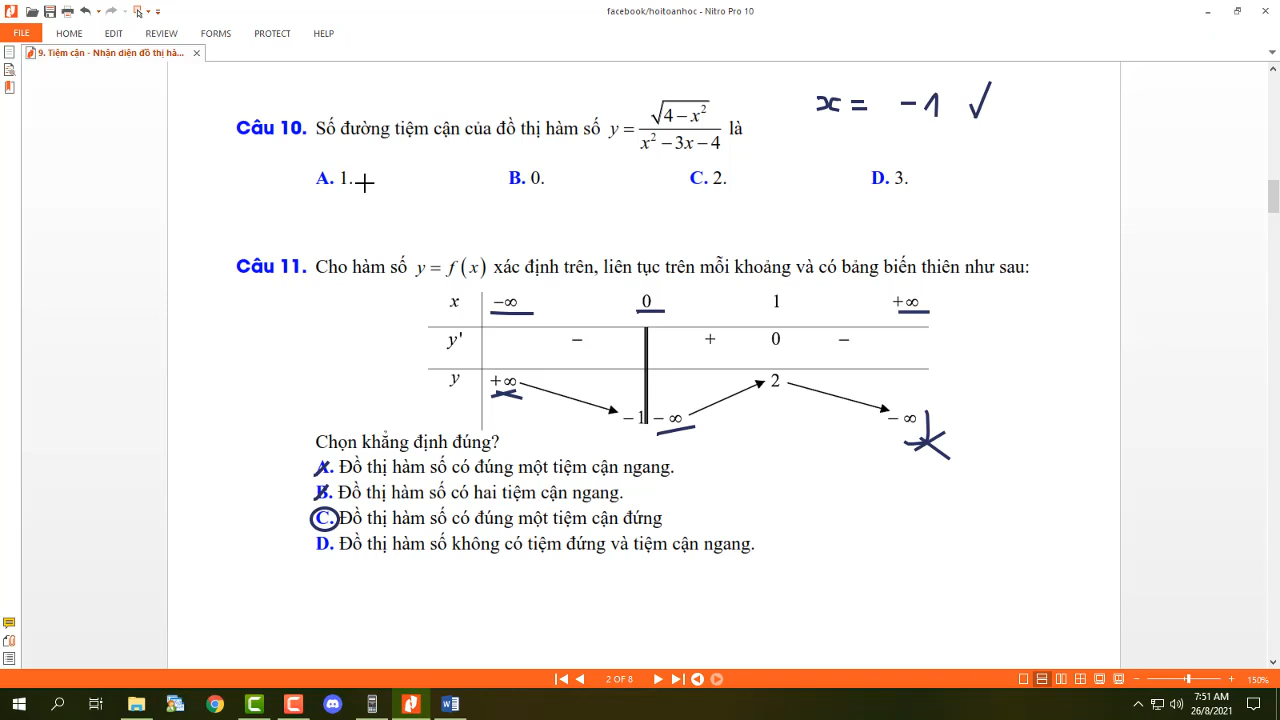 facebook/hoitoanhoc - Nitro Pro 10
FILE HOME EDIT REVIEW FORMS PROTECT HELP
9. Tiệm cận - Nhận diện đồ thị hà...
x = -1 √
Câu 10. Số đường tiệm cận của đồ thị hàm số y = √(4 − x²) / (x² − 3x − 4) là
A. 1. B. 0. C. 2. D. 3.
Câu 11. Cho hàm số y = f(x) xác định trên, liên tục trên mỗi khoảng và có bảng biến thiên như sau:
x −∞ 0 1 +∞
y' − + 0 −
y +∞ −1 −∞ 2 −∞
Chọn khẳng định đúng?
A. Đồ thị hàm số có đúng một tiệm cận ngang.
B. Đồ thị hàm số có hai tiệm cận ngang.
C. Đồ thị hàm số có đúng một tiệm cận đứng
D. Đồ thị hàm số không có tiệm đứng và tiệm cận ngang.
2 OF 8
150%
7:51 AM
26/8/2021